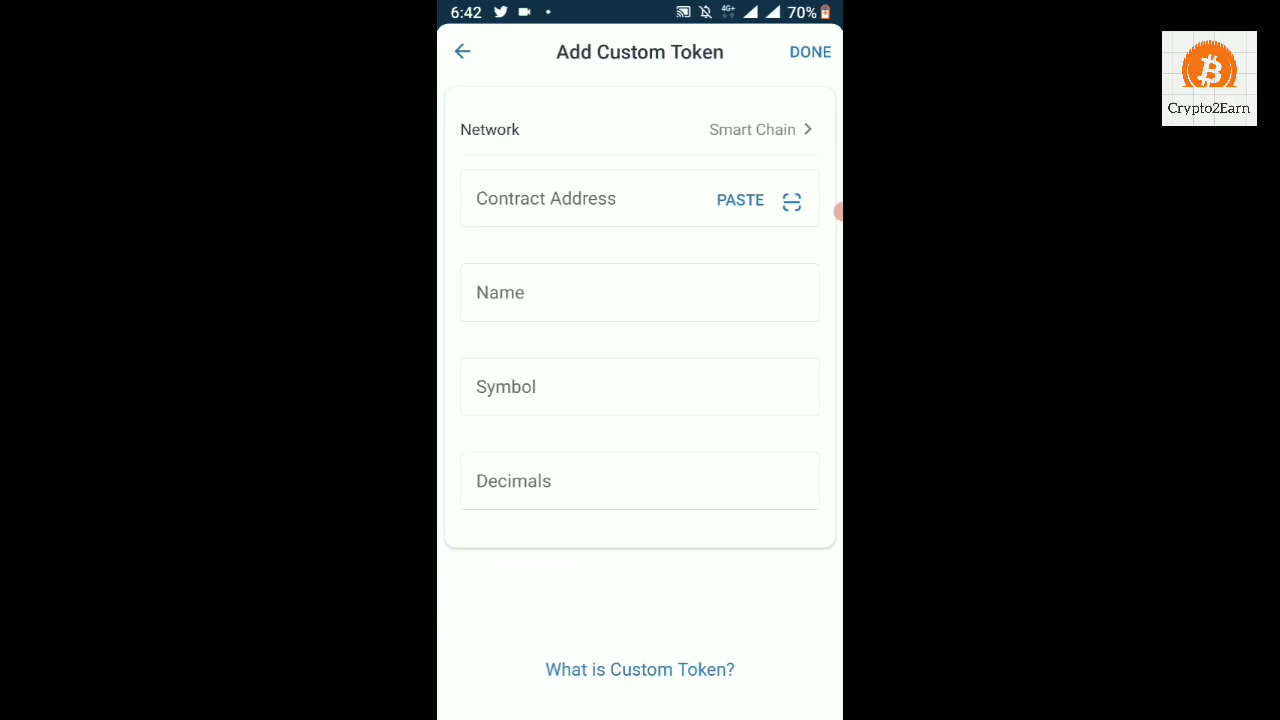 6:42
4G+
70%
Add Custom Token
DONE
Crypto2Earn
Network
Smart Chain
Contract Address
PASTE
Name
Symbol
Decimals
What is Custom Token?